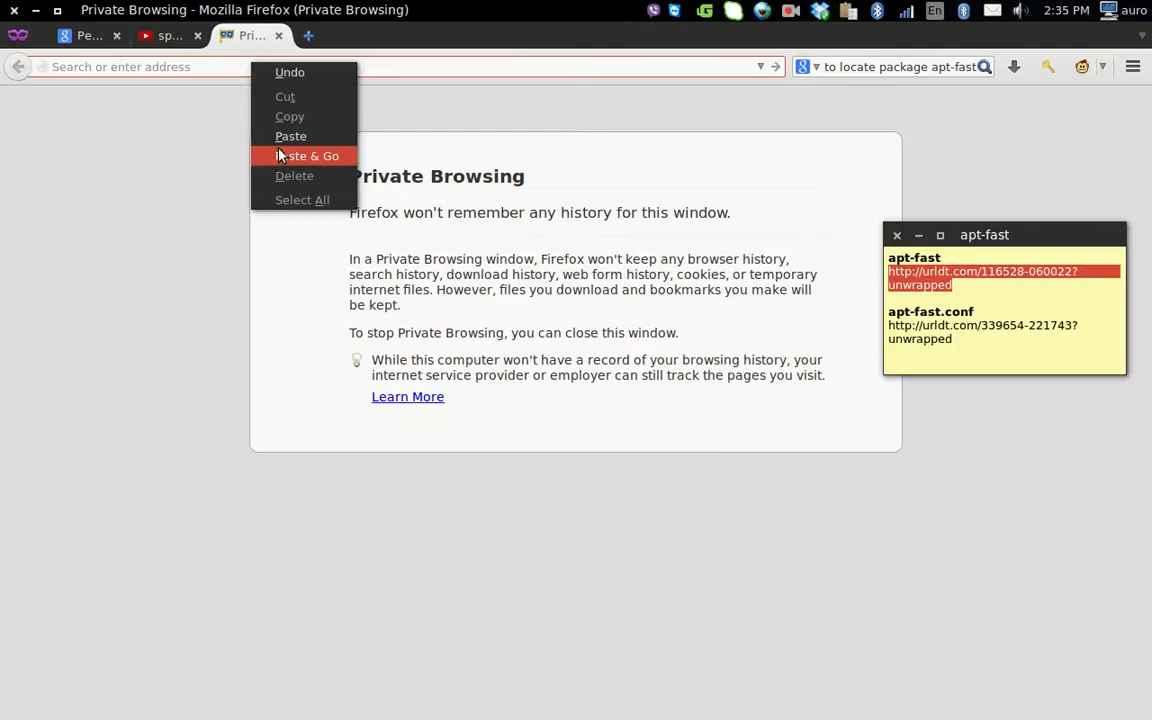 Private Browsing - Mozilla Firefox (Private Browsing)
En
2:35 PM
auro
Pe...
sp...
Pri...
Search or enter address
to locate package apt-fast
Undo
Cut
Copy
Paste
Paste & Go
Delete
Select All
Private Browsing
Firefox won't remember any history for this window.
In a Private Browsing window, Firefox won't keep any browser history,
search history, download history, web form history, cookies, or temporary
internet files. However, files you download and bookmarks you make will
be kept.
To stop Private Browsing, you can close this window.
While this computer won't have a record of your browsing history, your
internet service provider or employer can still track the pages you visit.
Learn More
apt-fast
apt-fast
http://urldt.com/116528-060022?
unwrapped
apt-fast.conf
http://urldt.com/339654-221743?
unwrapped